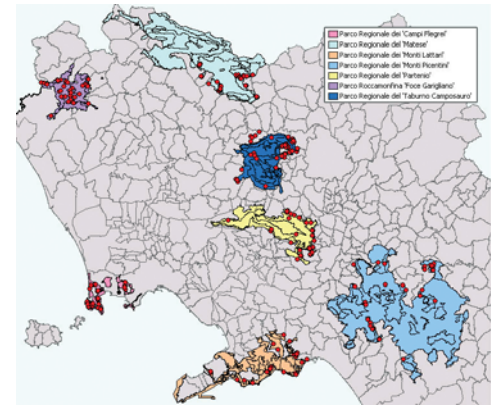 Parco Regionale dei 'Campi Flegrei'
Parco Regionale del 'Matese'
Parco Regionale dei 'Monti Lattari'
Parco Regionale dei 'Monti Picentini'
Parco Regionale del 'Partenio'
Parco Roccamonfina 'Foce Garigliano'
Parco Regionale del 'Taburno Camposauro'